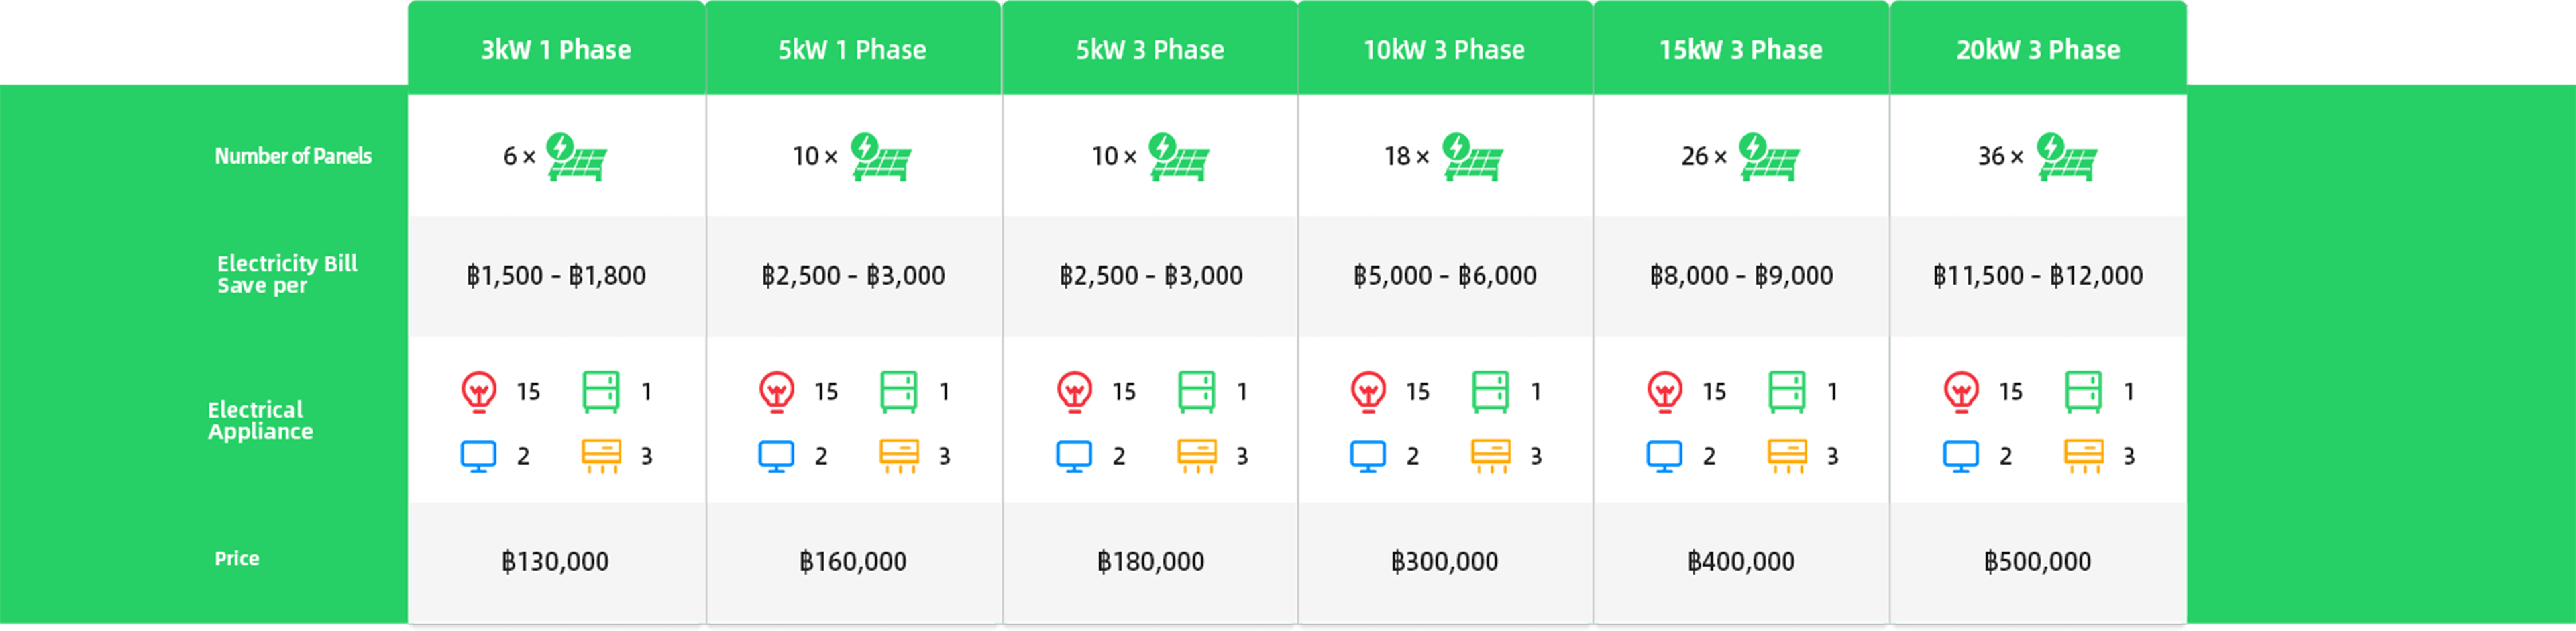 3kW 1 Phase 5kW 1 Phase 5kW 3 Phase 10kW 3 Phase 15kW 3 Phase 20kW 3 Phase
Number of Panels 6 × 10 × 10 × 18 × 26 × 36 ×
Electricity Bill
Save per
฿1,500 - ฿1,800 ฿2,500 - ฿3,000 ฿2,500 - ฿3,000 ฿5,000 - ฿6,000 ฿8,000 - ฿9,000 ฿11,500 - ฿12,000
Electrical
Appliance
15 1 15 1 15 1 15 1 15 1 15 1
2 3 2 3 2 3 2 3 2 3 2 3
Price ฿130,000 ฿160,000 ฿180,000 ฿300,000 ฿400,000 ฿500,000